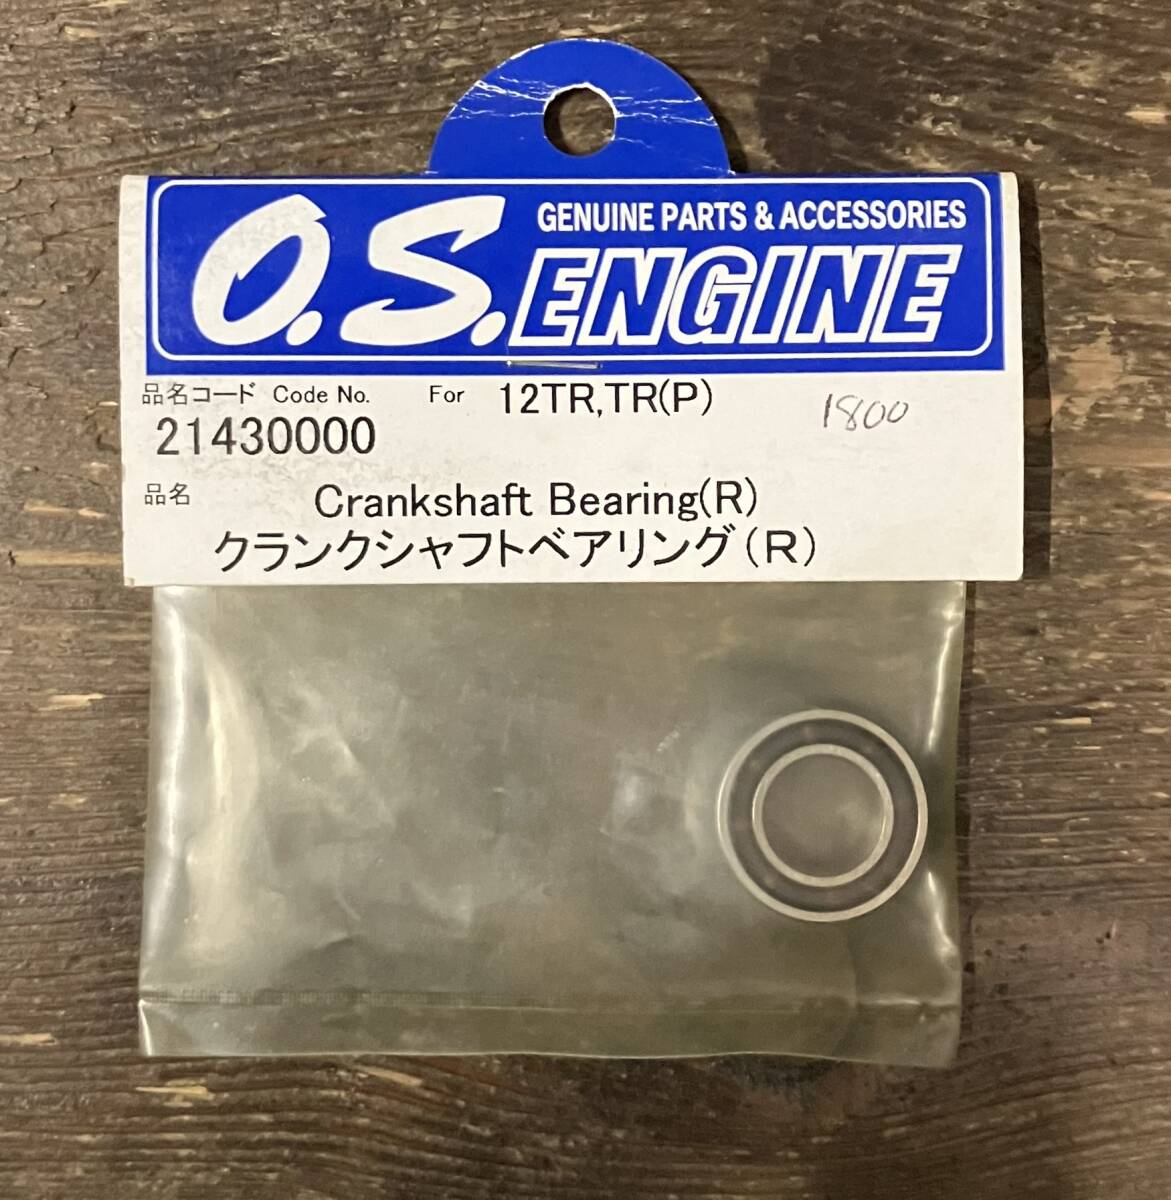 O.S.ENGINE
GENUINE PARTS & ACCESSORIES
品名コード Code No. For 12TR,TR(P) 1800
21430000
品名 Crankshaft Bearing(R)
クランクシャフトベアリング(R)